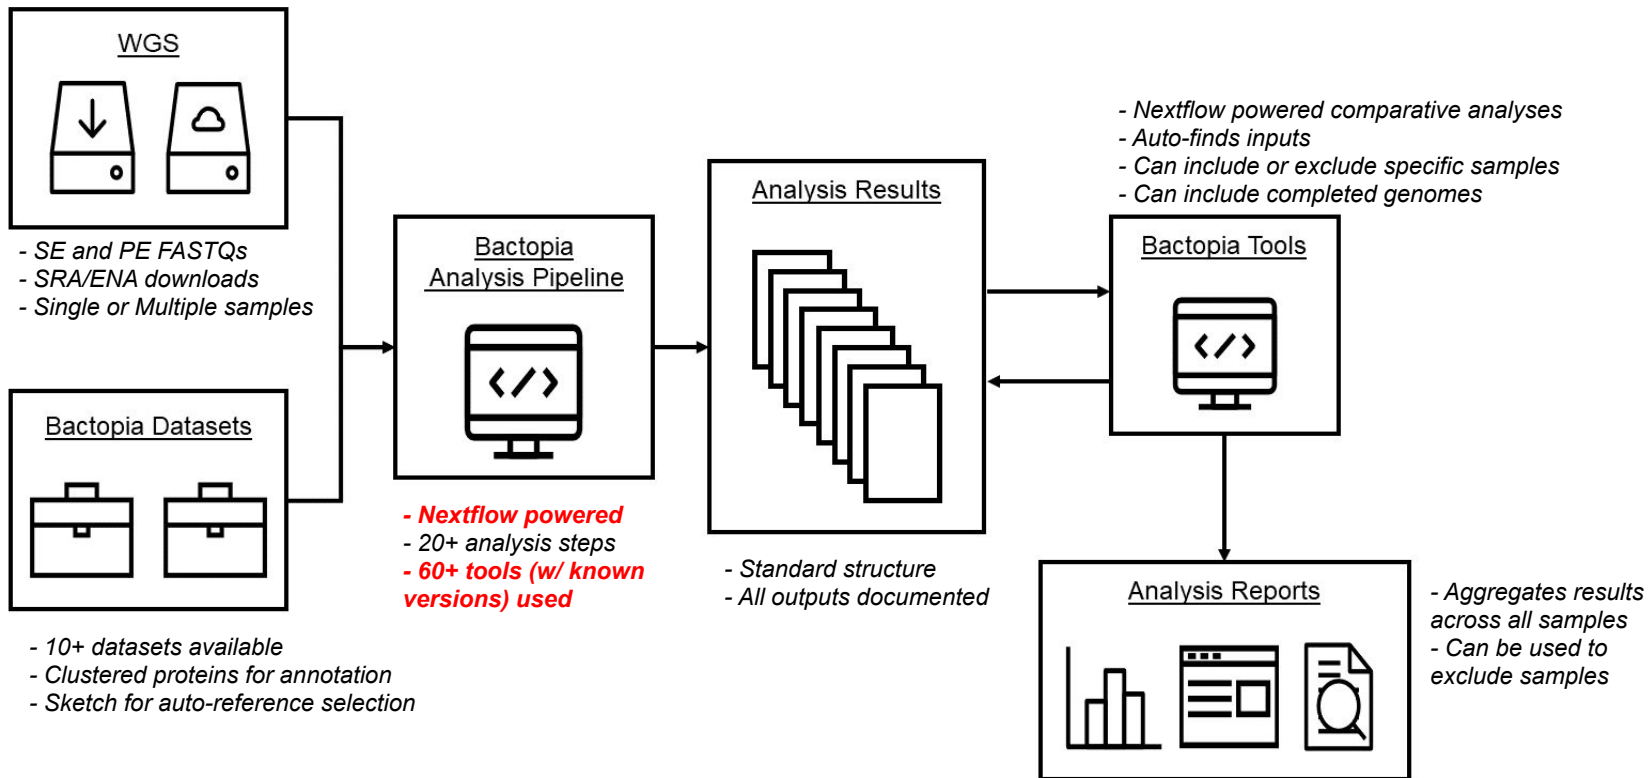 WGS
- SE and PE FASTQs
- SRA/ENA downloads
- Single or Multiple samples
Bactopia Datasets
- 10+ datasets available
- Clustered proteins for annotation
- Sketch for auto-reference selection
Bactopia
Analysis Pipeline
</>
- Nextflow powered
- 20+ analysis steps
- 60+ tools (w/ known
versions) used
Analysis Results
- Standard structure
- All outputs documented
- Nextflow powered comparative analyses
- Auto-finds inputs
- Can include or exclude specific samples
- Can include completed genomes
Bactopia Tools
</>
Analysis Reports
- Aggregates results
across all samples
- Can be used to
exclude samples